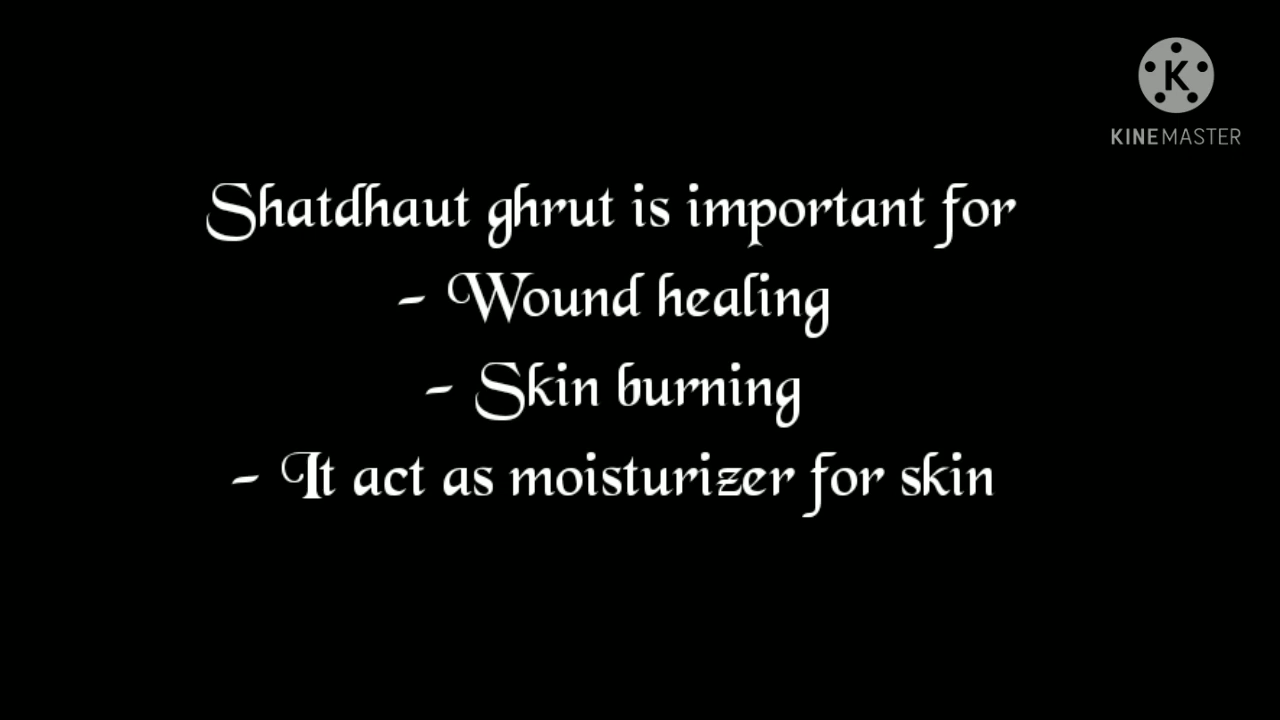 K
KINEMASTER
Shatdhaut ghrut is important for
- Wound healing
- Skin burning
- It act as moisturizer for skin